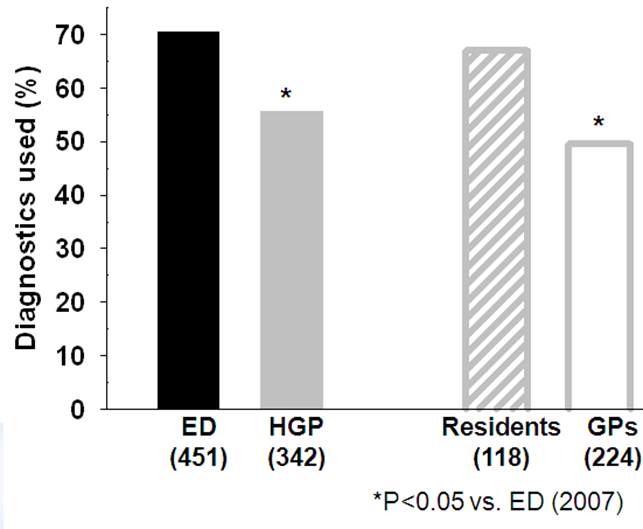 Diagnostics used (%)
70
60
50
40
30
20
10
0
*
*
ED HGP Residents GPs
(451) (342) (118) (224)
*P<0.05 vs. ED (2007)